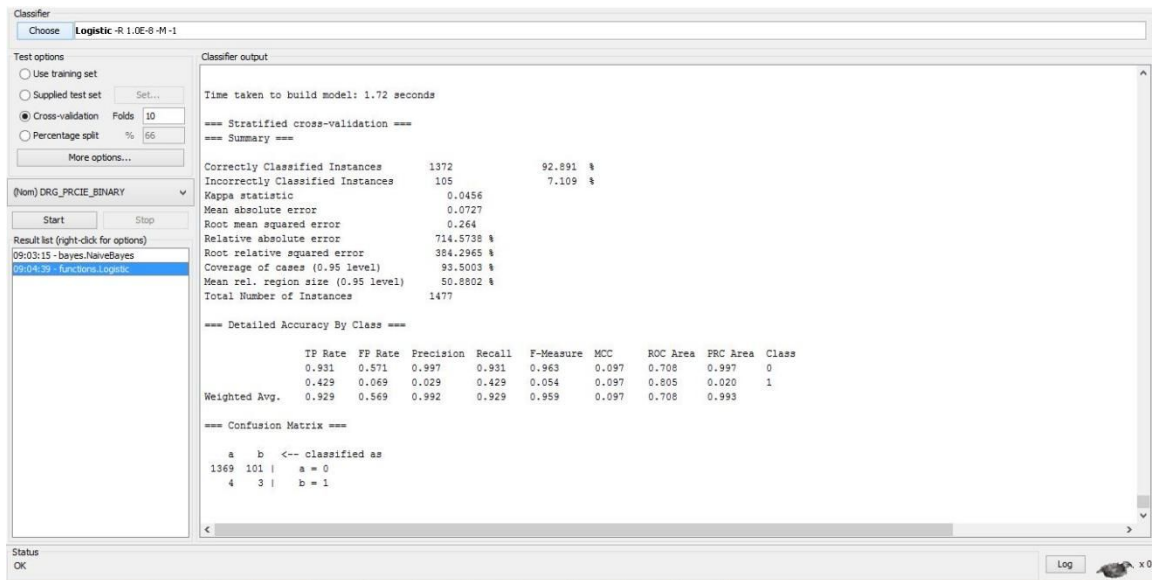 Classifier
Choose Logistic -R 1.0E-8 -M -1
Test options
Use training set
Supplied test set Set...
Cross-validation Folds 10
Percentage split % 66
More options...
(Nom) DRG_PRCIE_BINARY
Start Stop
Result list (right-click for options)
09:03:15 - bayes.NaiveBayes
09:04:39 - functions.Logistic
Classifier output
Time taken to build model: 1.72 seconds
=== Stratified cross-validation ===
=== Summary ===
Correctly Classified Instances 1372 92.891 %
Incorrectly Classified Instances 105 7.109 %
Kappa statistic 0.0456
Mean absolute error 0.0727
Root mean squared error 0.264
Relative absolute error 714.5738 %
Root relative squared error 384.2965 %
Coverage of cases (0.95 level) 93.5003 %
Mean rel. region size (0.95 level) 50.8802 %
Total Number of Instances 1477
=== Detailed Accuracy By Class ===
TP Rate FP Rate Precision Recall F-Measure MCC ROC Area PRC Area Class
0.931 0.571 0.997 0.931 0.963 0.097 0.708 0.997 0
0.429 0.069 0.029 0.429 0.054 0.097 0.805 0.020 1
Weighted Avg. 0.929 0.569 0.992 0.929 0.959 0.097 0.708 0.993
=== Confusion Matrix ===
a b <-- classified as
1369 101 | a = 0
4 3 | b = 1
Status
OK
Log x 0